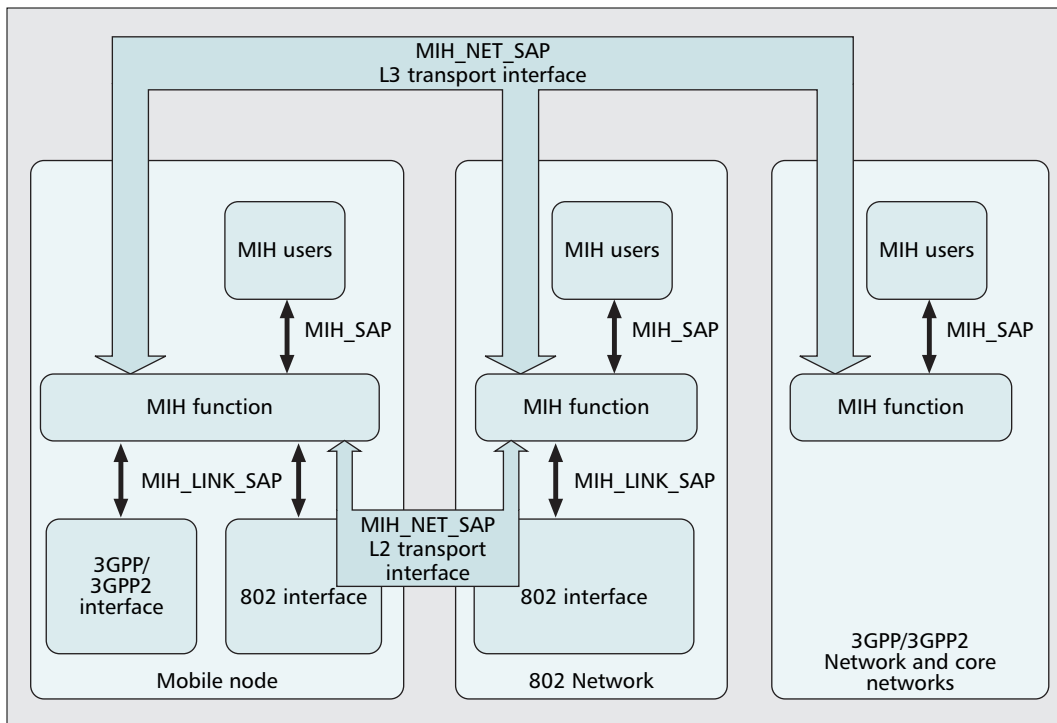 MIH_NET_SAP
L3 transport interface
MIH users
MIH users
MIH users
MIH_SAP
MIH_SAP
MIH_SAP
MIH function
MIH function
MIH function
MIH_LINK_SAP
MIH_LINK_SAP
MIH_NET_SAP
L2 transport
interface
3GPP/
3GPP2
interface
802 interface
802 interface
Mobile node
802 Network
3GPP/3GPP2
Network and core
networks